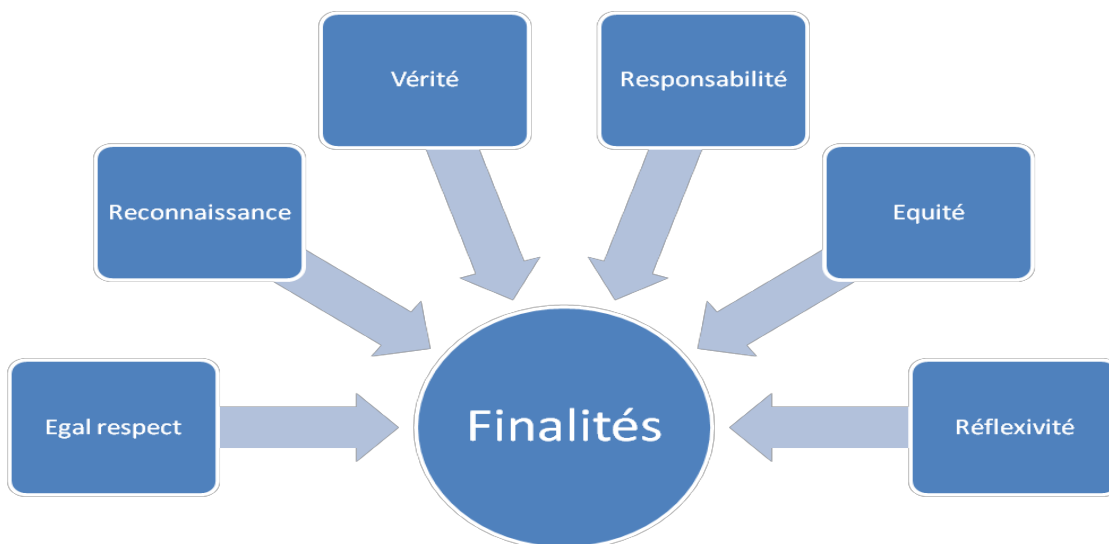 Vérité
Responsabilité
Reconnaissance
Equité
Egal respect
Finalités
Réflexivité